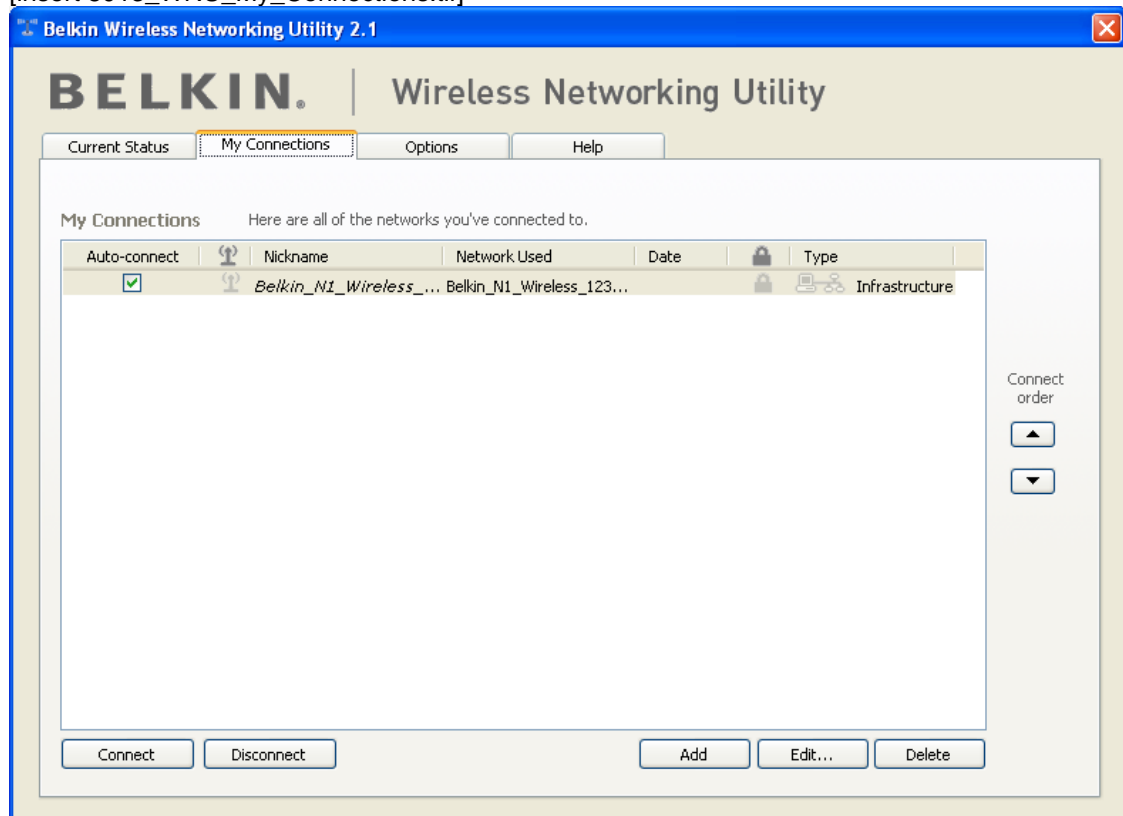 Belkin Wireless Networking Utility 2.1
BELKIN. Wireless Networking Utility
Current Status My Connections Options Help
My Connections Here are all of the networks you've connected to.
Auto-connect Nickname Network Used Date Type
Belkin_N1_Wireless_... Belkin_N1_Wireless_123... Infrastructure
Connect
order
Connect Disconnect Add Edit... Delete